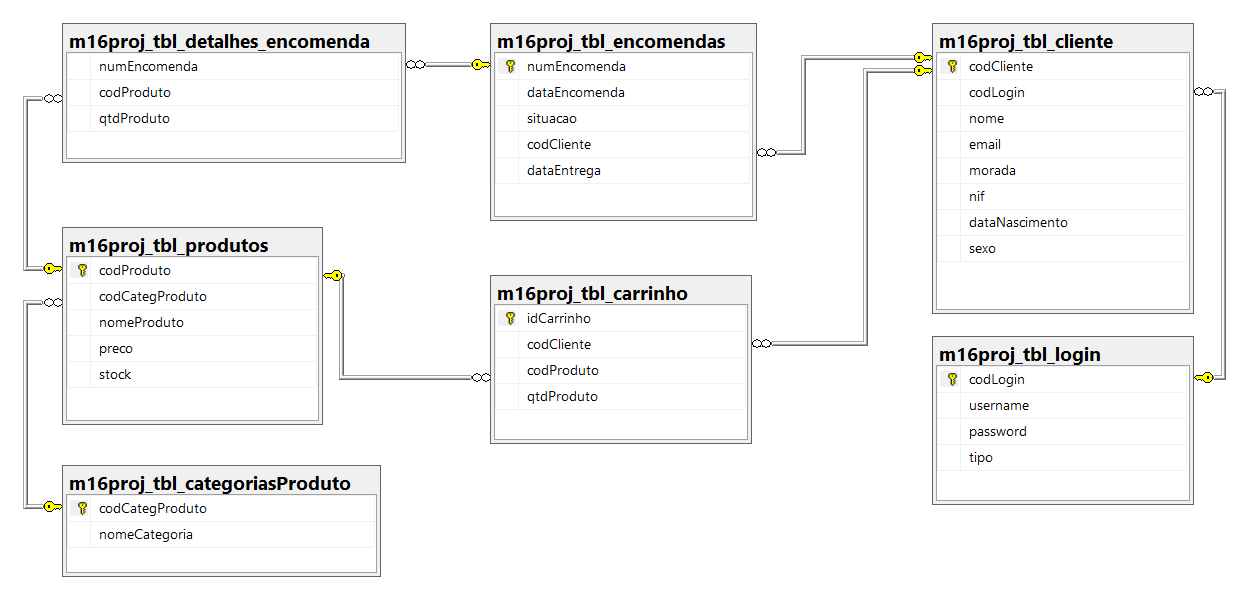 m16proj_tbl_detalhes_encomenda
numEncomenda
codProduto
qtdProduto
m16proj_tbl_encomendas
numEncomenda
dataEncomenda
situacao
codCliente
dataEntrega
m16proj_tbl_cliente
codCliente
codLogin
nome
email
morada
nif
dataNascimento
sexo
m16proj_tbl_produtos
codProduto
codCategProduto
nomeProduto
preco
stock
m16proj_tbl_carrinho
idCarrinho
codCliente
codProduto
qtdProduto
m16proj_tbl_login
codLogin
username
password
tipo
m16proj_tbl_categoriasProduto
codCategProduto
nomeCategoria